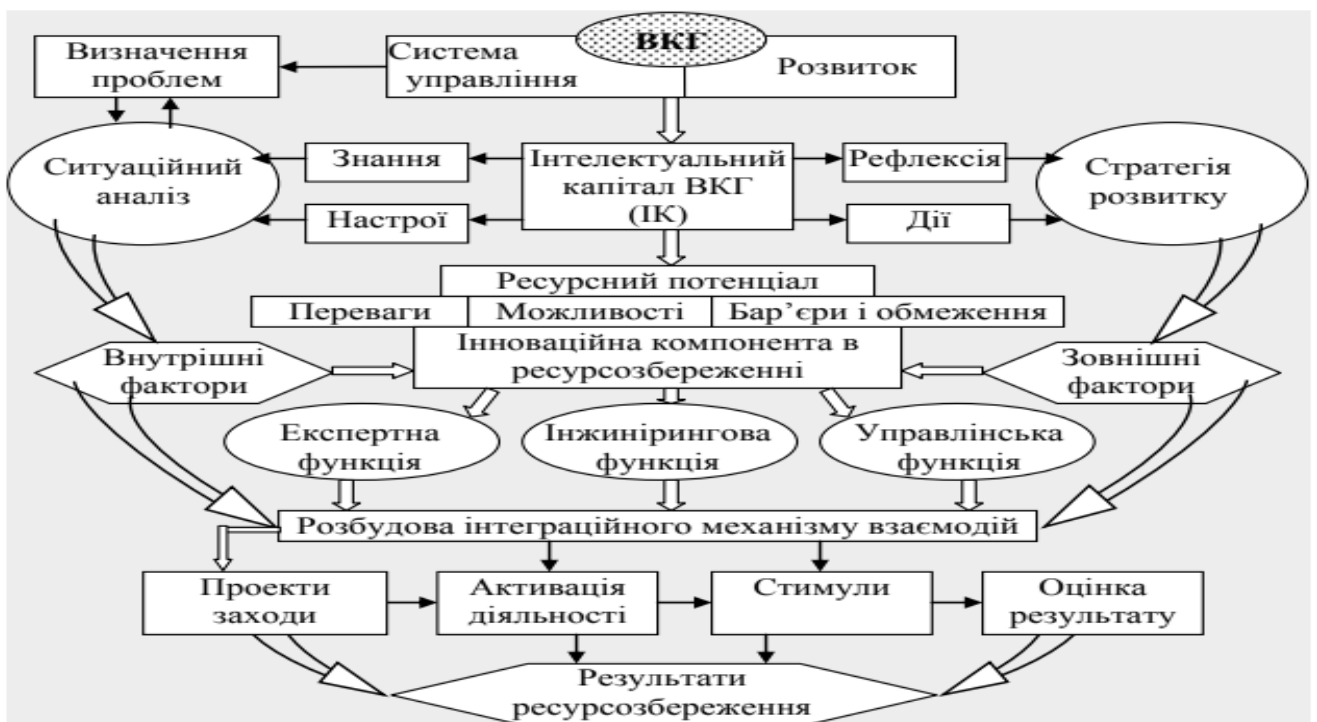 ВКГ
Визначення
проблем
Система
управління
Розвиток
Ситуаційний
аналіз
Знання
Настрої
Інтелектуальний
капітал ВКГ
(ІК)
Рефлексія
Дії
Стратегія
розвитку
Ресурсний потенціал
Переваги
Можливості
Бар’єри і обмеження
Інноваційна компонента в
ресурсозбереженні
Внутрішні
фактори
Зовнішні
фактори
Експертна
функція
Інжинірингова
функція
Управлінська
функція
Розбудова інтеграційного механізму взаємодій
Проекти
заходи
Активація
діяльності
Стимули
Оцінка
результату
Результати
ресурсозбереження